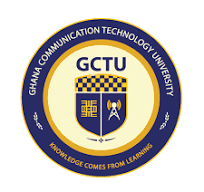 GHANA COMMUNICATION TECHNOLOGY UNIVERSITY
GCTU
KNOWLEDGE COMES FROM LEARNING